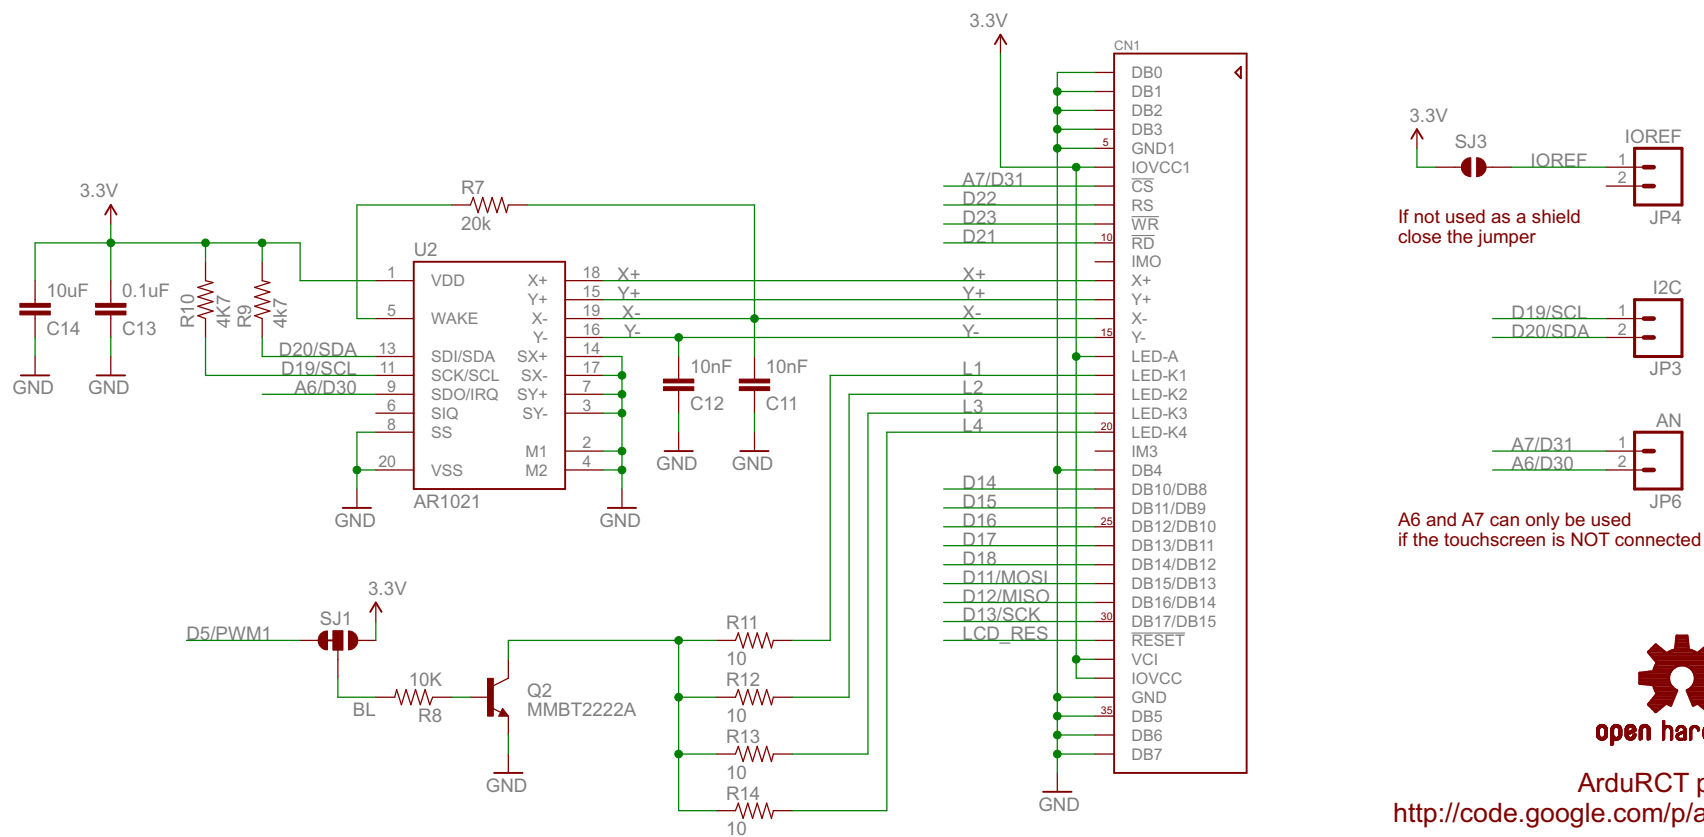 3.3V
10uF
C14
0.1uF
C13
GND
GND
R10
4K7
R9
4k7
R7
20k
U2
1
VDD
5
WAKE
D20/SDA
13
SDI/SDA
D19/SCL
11
SCK/SCL
A6/D30
9
SDO/IRQ
6
SIQ
8
SS
20
VSS
X+
18
X+
Y+
15
Y+
X-
19
X-
Y-
16
Y-
SX+
14
SX-
17
SY+
7
SY-
3
M1
2
M2
4
AR1021
GND
GND
10nF
C12
GND
10nF
C11
GND
3.3V
SJ1
D5/PWM1
BL
10K
R8
Q2
MMBT2222A
GND
R11
10
R12
10
R13
10
R14
10
3.3V
CN1
DB0
DB1
DB2
DB3
5
GND1
IOVCC1
A7/D31
CS
D22
RS
D23
WR
D21
10
RD
IMO
X+
X+
Y+
Y+
X-
X-
Y-
15
Y-
LED-A
L1
LED-K1
L2
LED-K2
L3
LED-K3
L4
20
LED-K4
IM3
DB4
D14
DB10/DB8
D15
DB11/DB9
D16
25
DB12/DB10
D17
DB13/DB11
D18
DB14/DB12
D11/MOSI
DB15/DB13
D12/MISO
DB16/DB14
D13/SCK
30
DB17/DB15
LCD_RES
RESET
VCI
IOVCC
GND
35
DB5
DB6
DB7
GND
3.3V
SJ3
IOREF
IOREF
1
2
JP4
If not used as a shield
close the jumper
I2C
D19/SCL
1
D20/SDA
2
JP3
AN
A7/D31
1
A6/D30
2
JP6
A6 and A7 can only be used
if the touchscreen is NOT connected
open har
ArduRCT p
http://code.google.com/p/a